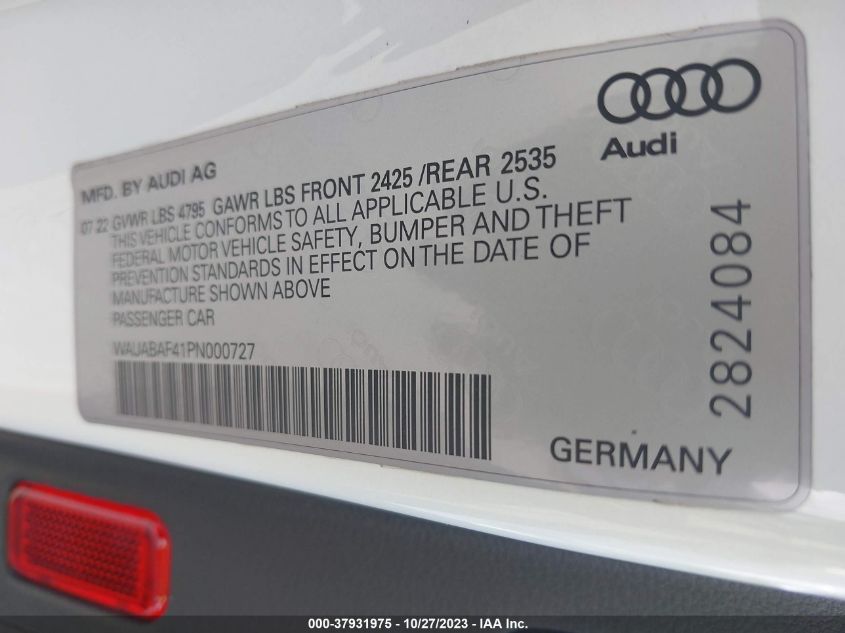 Audi
MFD. BY AUDI AG
07 22 GVWR LBS 4795 GAWR LBS FRONT 2425 /REAR 2535
THIS VEHICLE CONFORMS TO ALL APPLICABLE U.S.
FEDERAL MOTOR VEHICLE SAFETY, BUMPER AND THEFT
PREVENTION STANDARDS IN EFFECT ON THE DATE OF
MANUFACTURE SHOWN ABOVE
PASSENGER CAR
WAUABAF41PN000727
2824084
GERMANY
000-37931975 | 10/27/2023 | - IAA Inc.